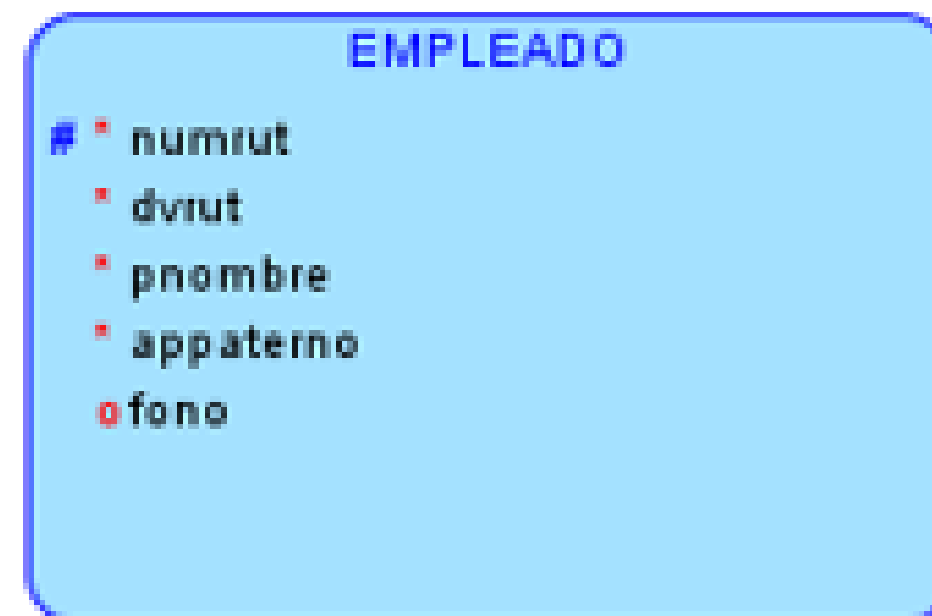 EMPLEADO
# * numrut
* dvrut
* pnombre
* appaterno
o fono